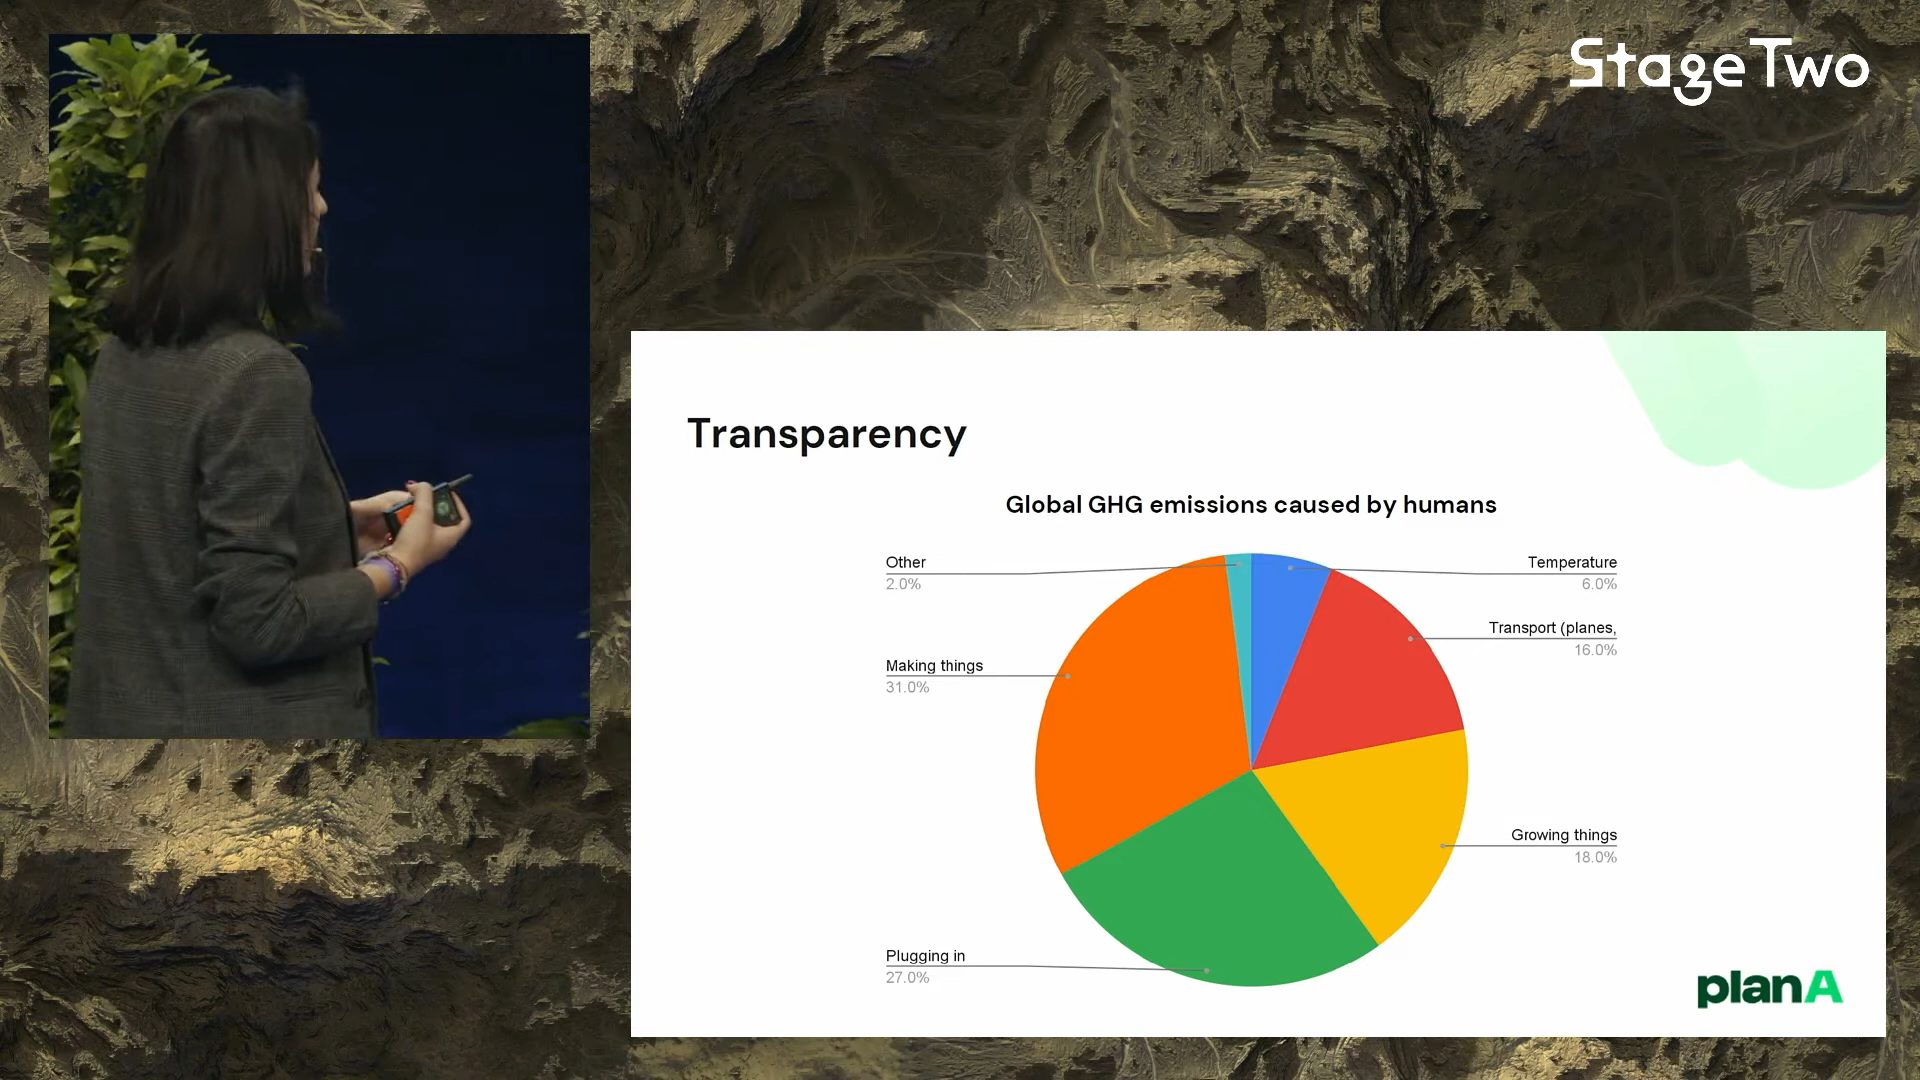 Stage Two
Transparency
Global GHG emissions caused by humans
Other
2.0%
Temperature
6.0%
Transport (planes,
16.0%
Making things
31.0%
Growing things
18.0%
Plugging in
27.0%
planA